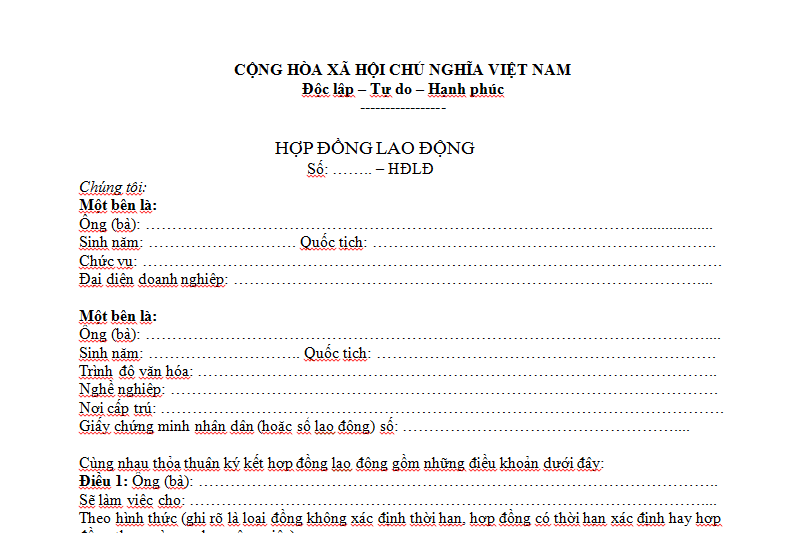 CỘNG HÒA XÃ HỘI CHỦ NGHĨA VIỆT NAM
Độc lập – Tự do – Hạnh phúc
-----------------
HỢP ĐỒNG LAO ĐỘNG
Số: …….. – HĐLĐ
Chúng tôi:
Một bên là:
Ông (bà): ……………………………………………………………………………..................
Sinh năm: ……………………… Quốc tịch: ……………………………………………………..
Chức vụ: ……………………………………………………………………………………………
Đại diện doanh nghiệp: …………………………………………………………………………...
Một bên là:
Ông (bà): …………………………………………………………………………………………...
Sinh năm: ……………………… Quốc tịch: ……………………………………………………
Trình độ văn hóa: …………………………………………………………………………………..
Nghề nghiệp: ………………………………………………………………………………………
Nơi cấp trú: …………………………………………………………………………………………
Giấy chứng minh nhân dân (hoặc số lao động) số: …………………………………………....
Cùng nhau thỏa thuân ký kết hợp đồng lao động gồm những điều khoản dưới đây:
Điều 1: Ông (bà): …………………………………………………………………………………..
Sẽ làm việc cho: …………………………………………………………………………………...
Theo hình thức (ghi rõ là loại đồng không xác định thời hạn, hợp đồng có thời hạn xác định hay hợp